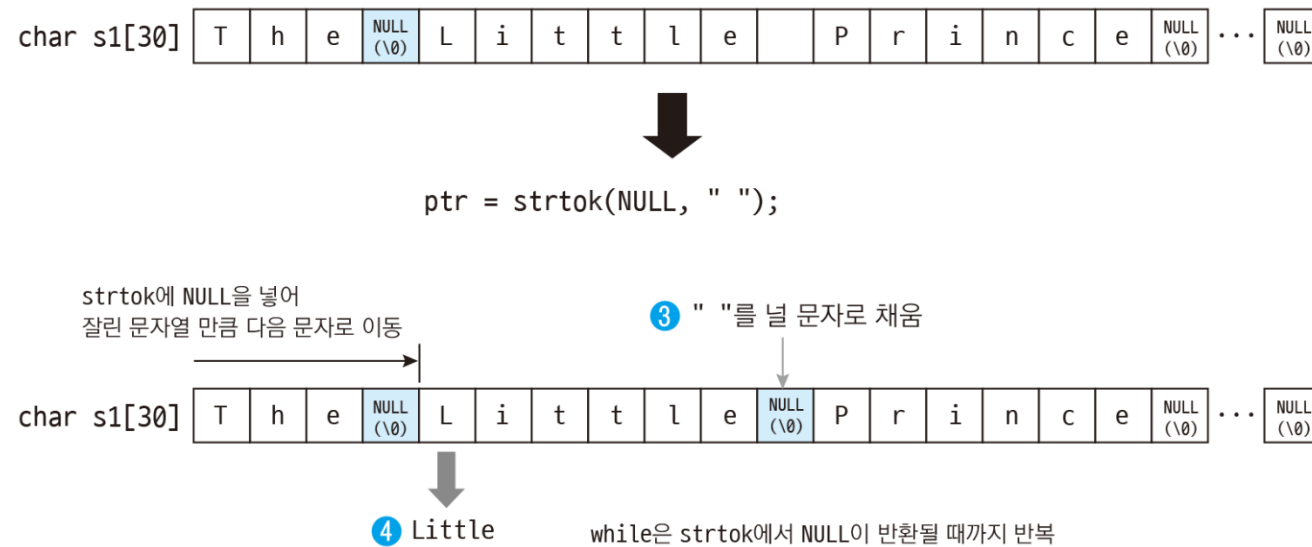 char s1[30] T h e NULL (\0) L i t t l e P r i n c e NULL (\0) ··· NULL (\0)
ptr = strtok(NULL, " ");
strtok에 NULL을 넣어
잘린 문자열 만큼 다음 문자로 이동
3 " "를 널 문자로 채움
char s1[30] T h e NULL (\0) L i t t l e NULL (\0) P r i n c e NULL (\0) ··· NULL (\0)
4 Little
while은 strtok에서 NULL이 반환될 때까지 반복